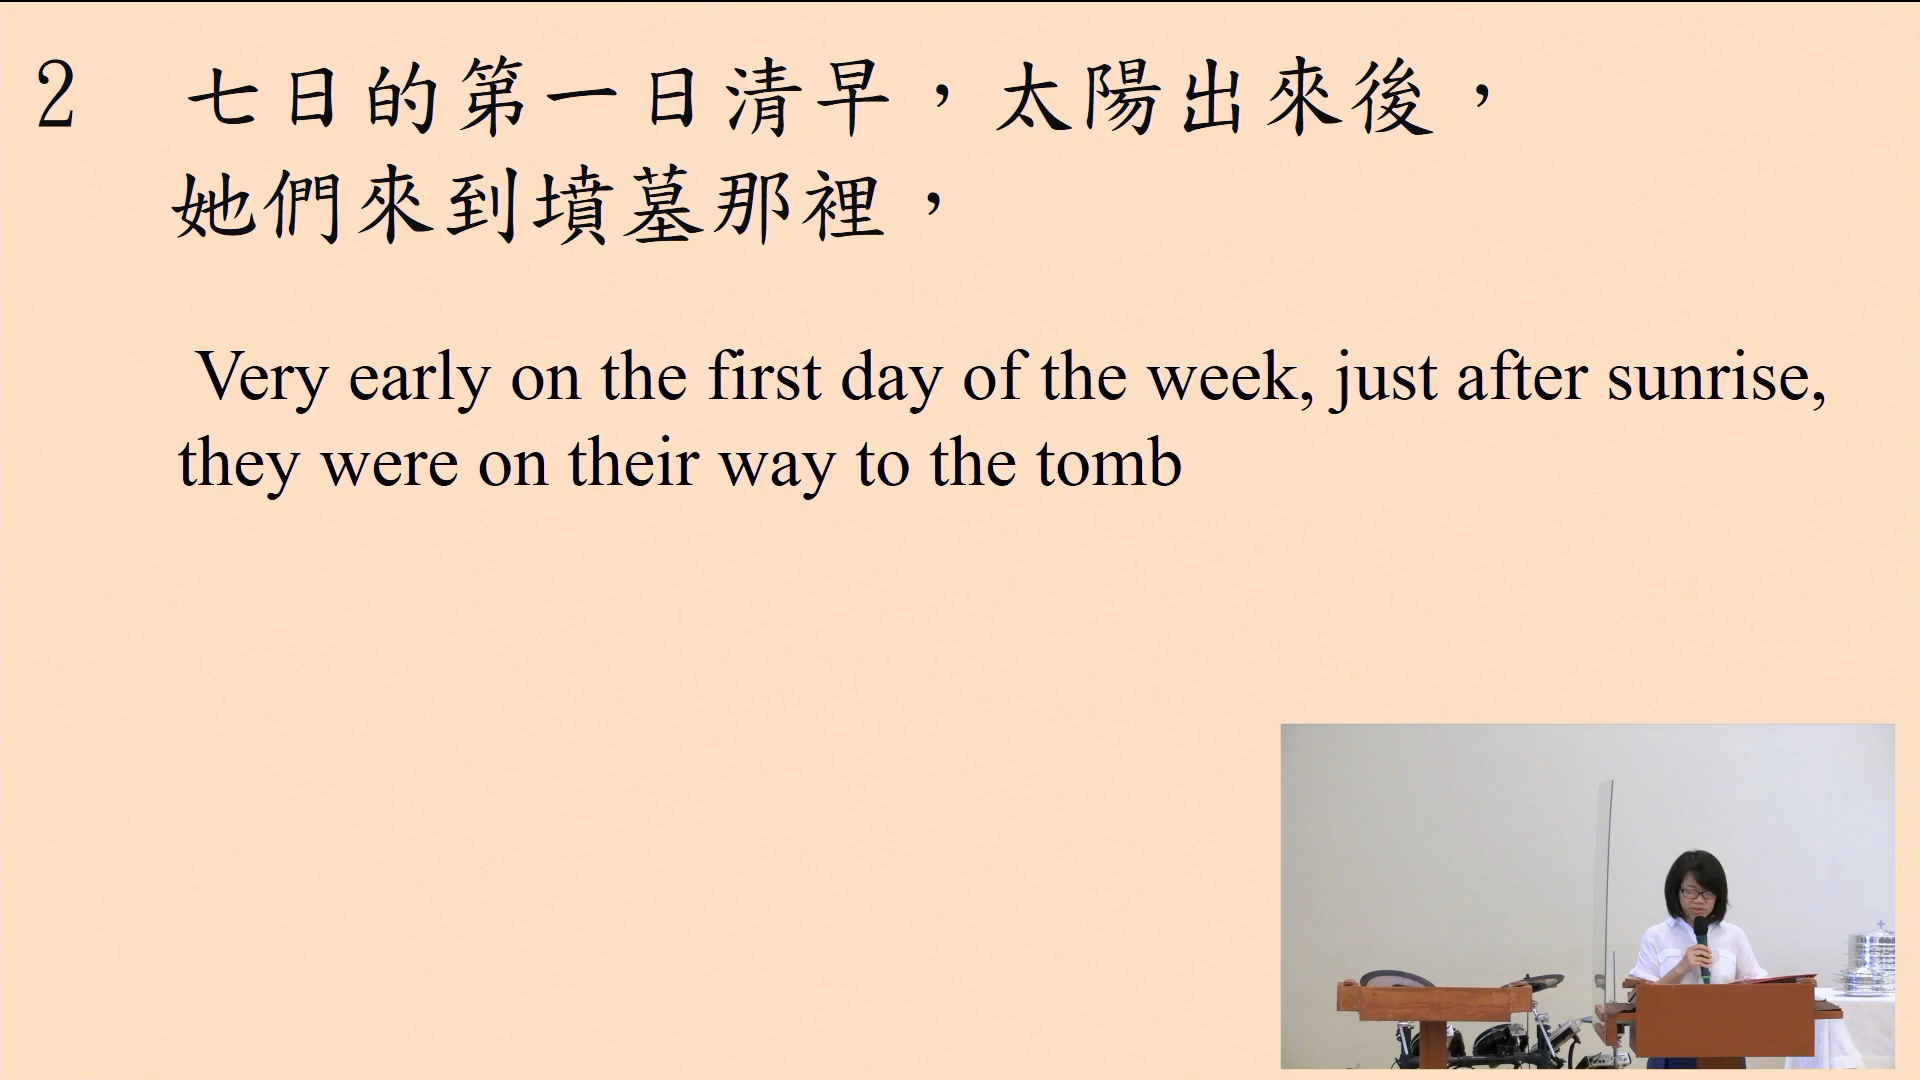 2 七日的第一日清早，太陽出來後，
她們來到墳墓那裡，
Very early on the first day of the week, just after sunrise,
they were on their way to the tomb